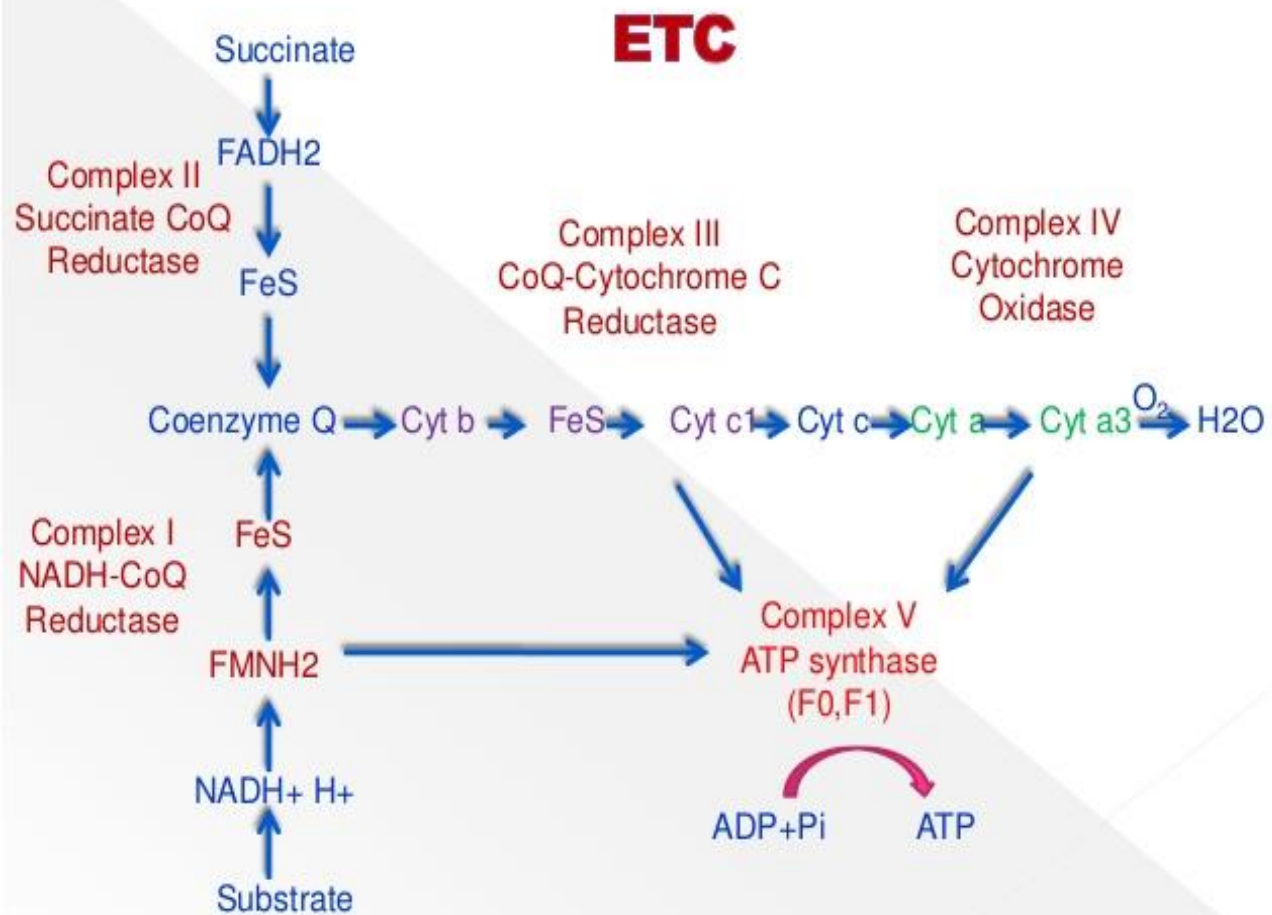 ETC
Succinate
FADH2
Complex II
Succinate CoQ
Reductase
FeS
Complex III
CoQ-Cytochrome C
Reductase
Complex IV
Cytochrome
Oxidase
Coenzyme Q Cyt b FeS Cyt c1 Cyt c Cyt a Cyt a3 O2 H2O
Complex I
NADH-CoQ
Reductase
FeS
FMNH2
NADH+ H+
Substrate
Complex V
ATP synthase
(F0,F1)
ADP+Pi ATP